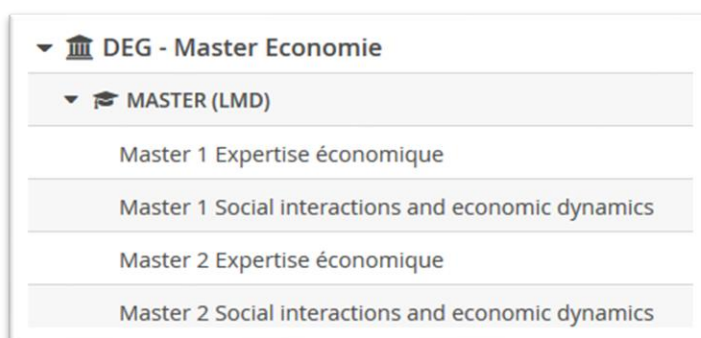 DEG - Master Economie
MASTER (LMD)
Master 1 Expertise économique
Master 1 Social interactions and economic dynamics
Master 2 Expertise économique
Master 2 Social interactions and economic dynamics